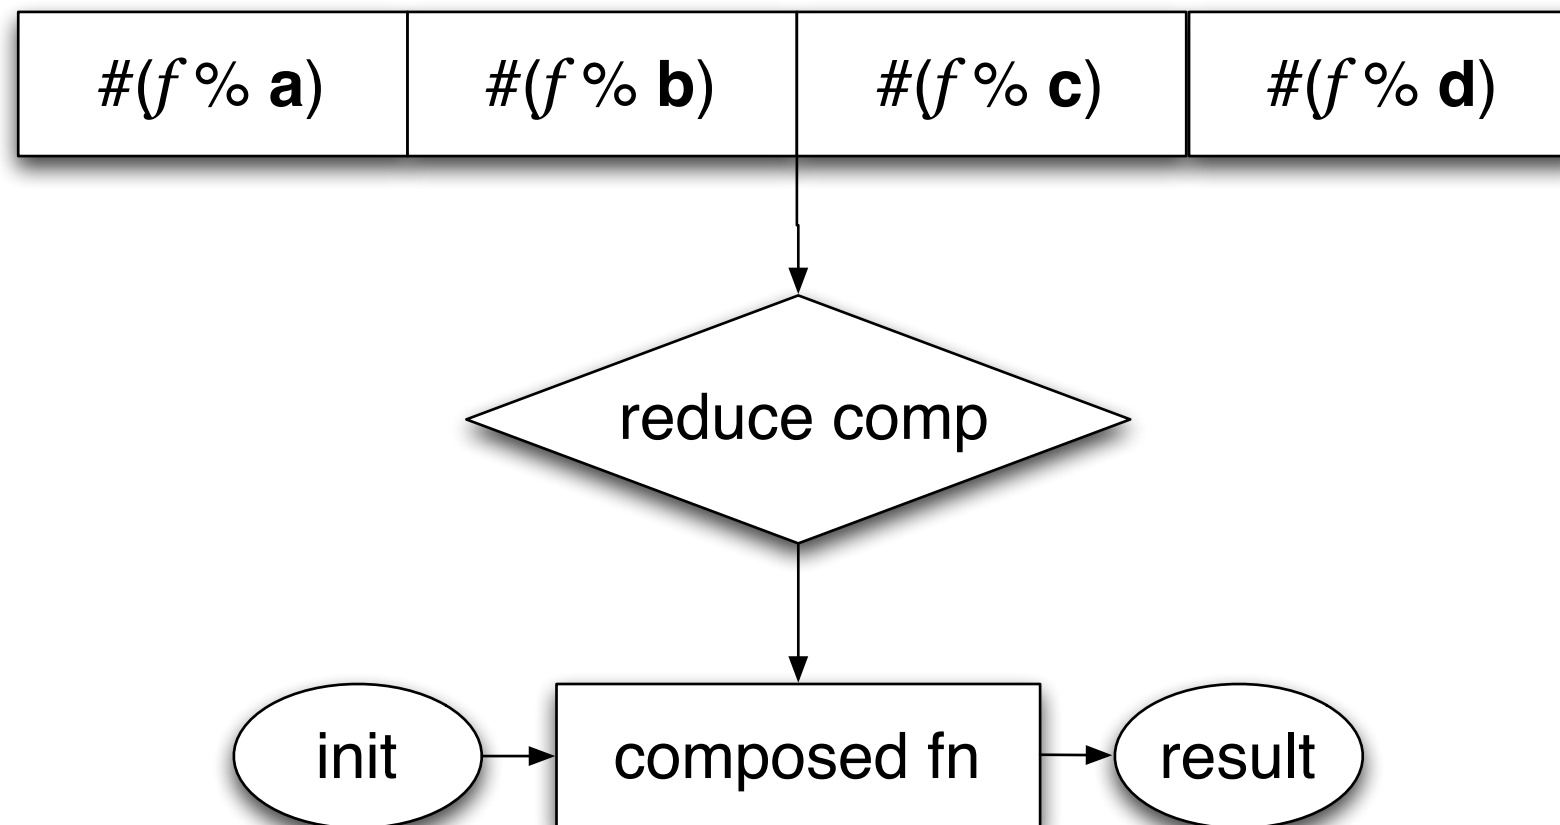 #(f % a) #(f % b) #(f % c) #(f % d)
reduce comp
init composed fn result